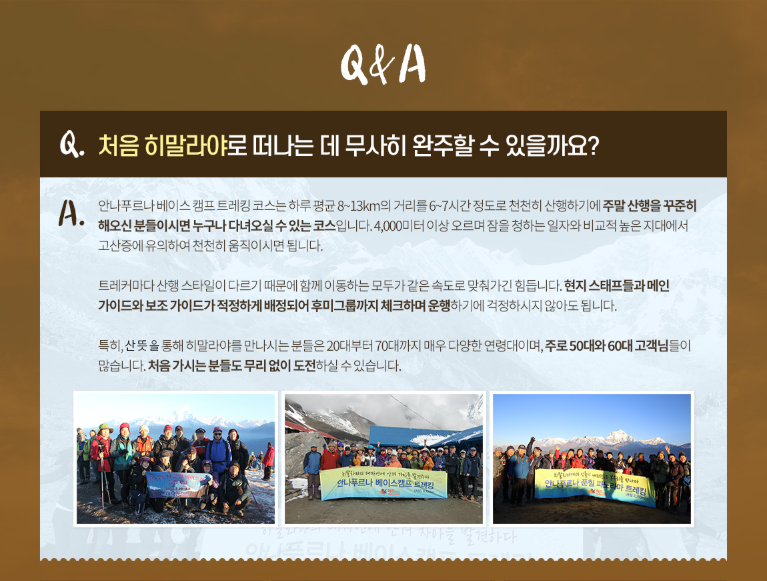 Q&A
Q. 처음 히말라야로 떠나는 데 무사히 완주할 수 있을까요?
A. 안나푸르나 베이스 캠프 트레킹 코스는 하루 평균 8~13km의 거리를 6~7시간 정도로 천천히 산행하기에 주말 산행을 꾸준히
해오신 분들이시면 누구나 다녀오실 수 있는 코스입니다. 4,000미터 이상 오르며 잠을 청하는 일자와 비교적 높은 지대에서
고산증에 유의하여 천천히 움직이시면 됩니다.
트레커마다 산행 스타일이 다르기 때문에 함께 이동하는 모두가 같은 속도로 맞춰가긴 힘듭니다. 현지 스태프들과 메인
가이드와 보조 가이드가 적정하게 배정되어 후미그룹까지 체크하며 운행하기에 걱정하시지 않아도 됩니다.
특히, 산뜻을 통해 히말라야를 만나시는 분들은 20대부터 70대까지 매우 다양한 연령대이며, 주로 50대와 60대 고객님들이
많습니다. 처음 가시는 분들도 무리 없이 도전하실 수 있습니다.
안나푸르나 베이스캠프 트레킹
안나푸르나 푼힐 파노라마 트레킹